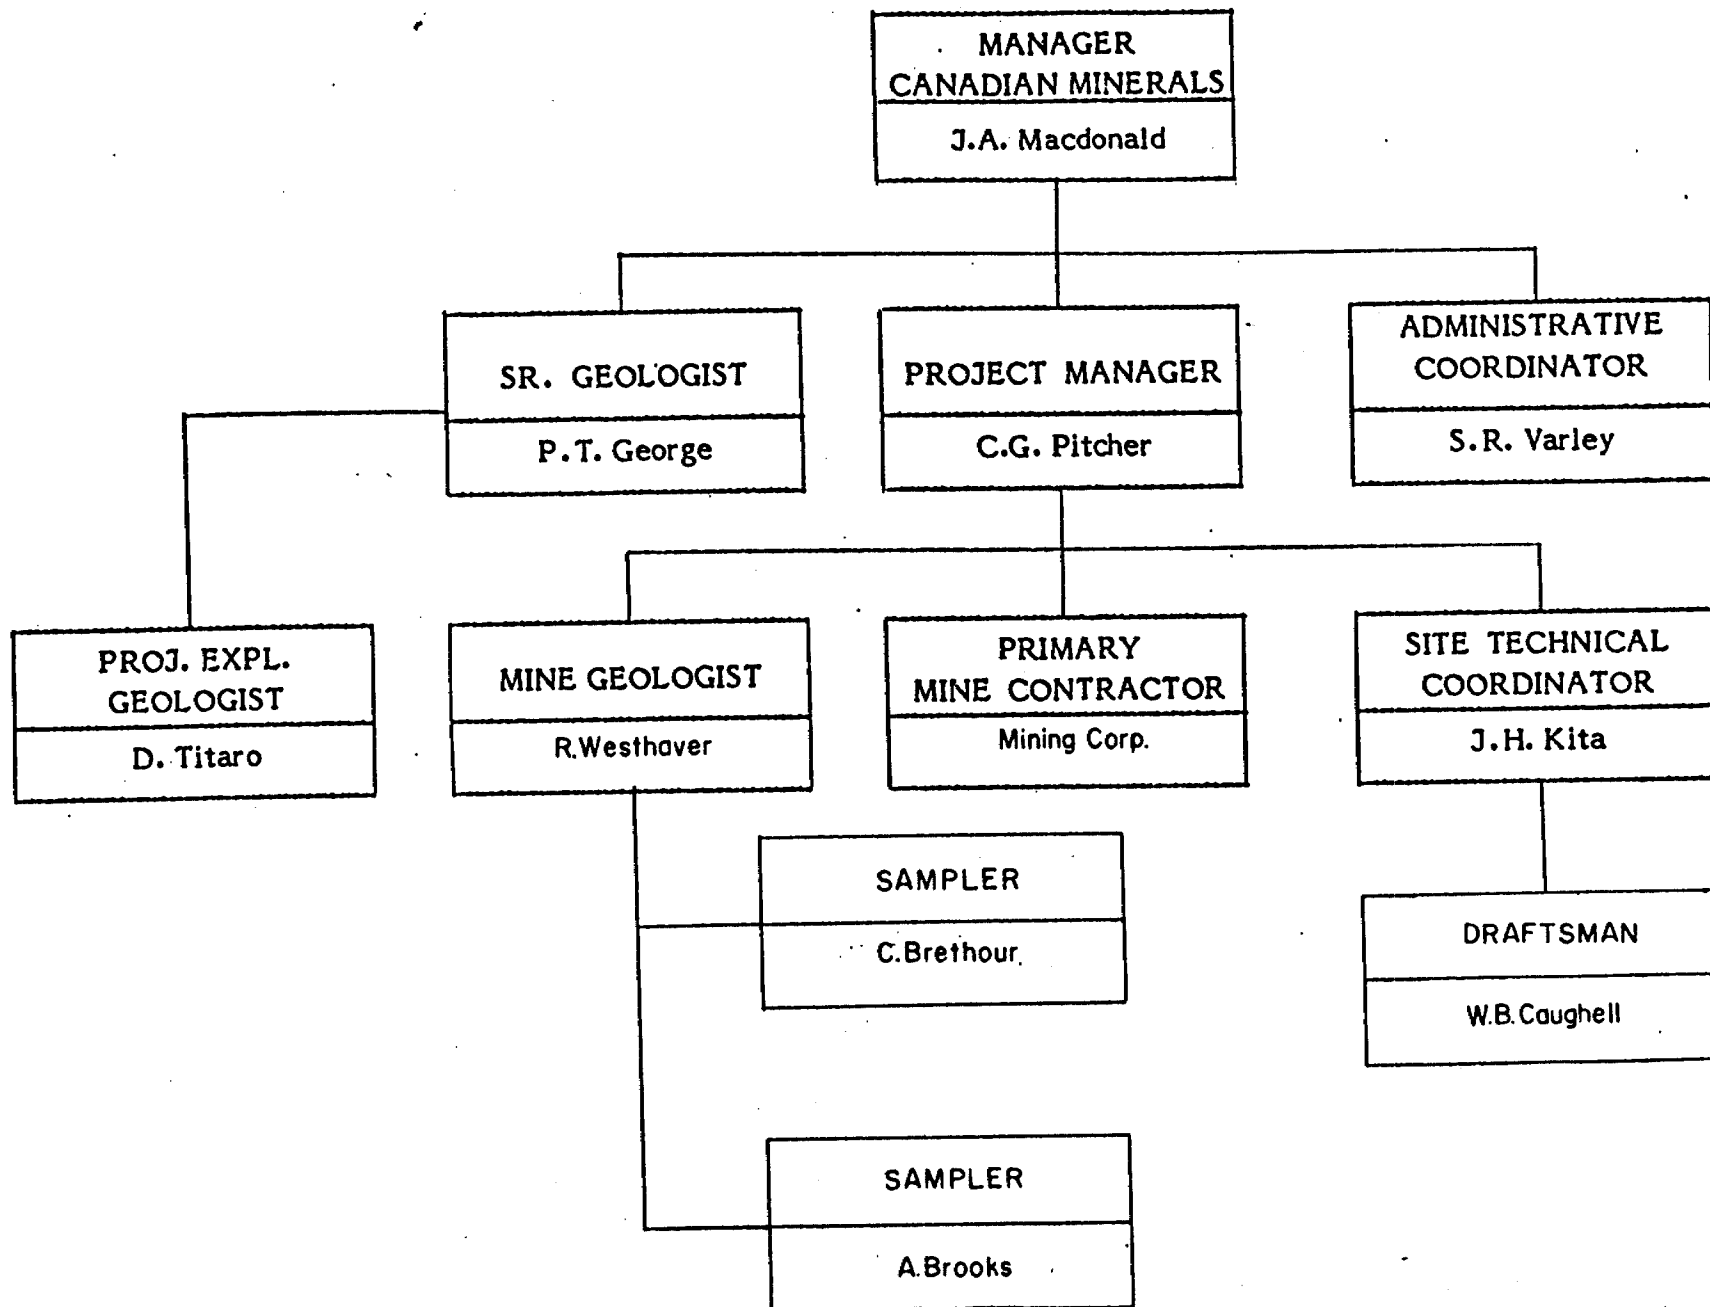 MANAGER
CANADIAN MINERALS
J.A. Macdonald
SR. GEOLOGIST
P.T. George
PROJECT MANAGER
C.G. Pitcher
ADMINISTRATIVE
COORDINATOR
S.R. Varley
PROJ. EXPL.
GEOLOGIST
D. Titaro
MINE GEOLOGIST
R.Westhaver
PRIMARY
MINE CONTRACTOR
Mining Corp.
SITE TECHNICAL
COORDINATOR
J.H. Kita
SAMPLER
C.Brethour
DRAFTSMAN
W.B.Caughell
SAMPLER
A.Brooks